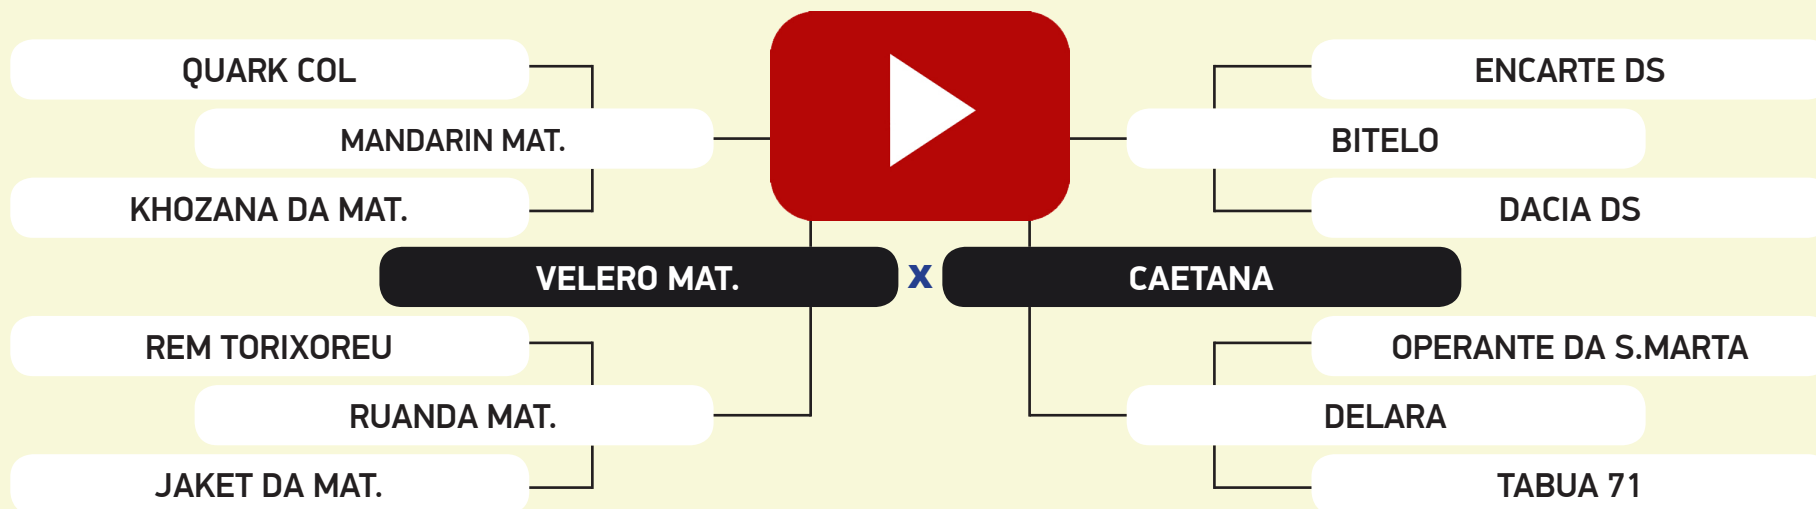 QUARK COL
ENCARTE DS
MANDARIN MAT.
BITELO
KHOZANA DA MAT.
DACIA DS
VELERO MAT. X CAETANA
REM TORIXOREU
OPERANTE DA S.MARTA
RUANDA MAT.
DELARA
JAKET DA MAT.
TABUA 71